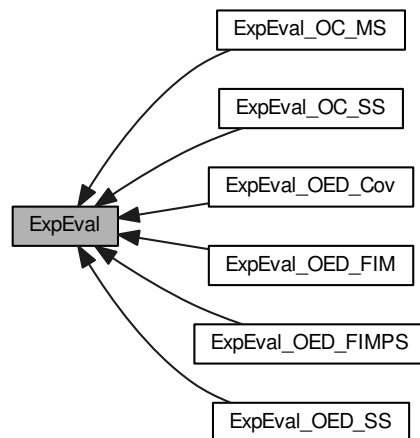 ExpEval_OC_MS
ExpEval_OC_SS
ExpEval_OED_Cov
ExpEval
ExpEval_OED_FIM
ExpEval_OED_FIMPS
ExpEval_OED_SS